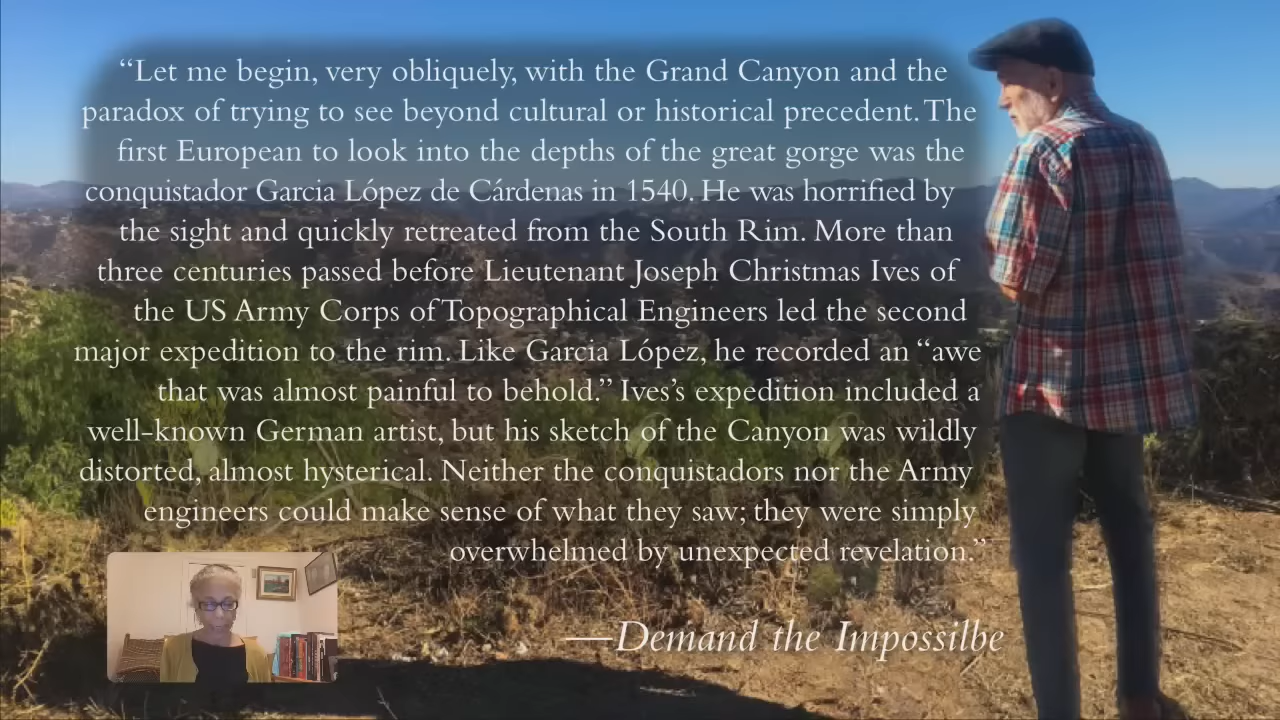 “Let me begin, very obliquely, with the Grand Canyon and the
paradox of trying to see beyond cultural or historical precedent. The
first European to look into the depths of the great gorge was the
conquistador Garcia López de Cárdenas in 1540. He was horrified by
the sight and quickly retreated from the South Rim. More than
three centuries passed before Lieutenant Joseph Christmas Ives of
the US Army Corps of Topographical Engineers led the second
major expedition to the rim. Like Garcia López, he recorded an “awe
that was almost painful to behold.” Ives’s expedition included a
well-known German artist, but his sketch of the Canyon was wildly
distorted, almost hysterical. Neither the conquistadors nor the Army
engineers could make sense of what they saw; they were simply
overwhelmed by unexpected revelation.”
—Demand the Impossilbe